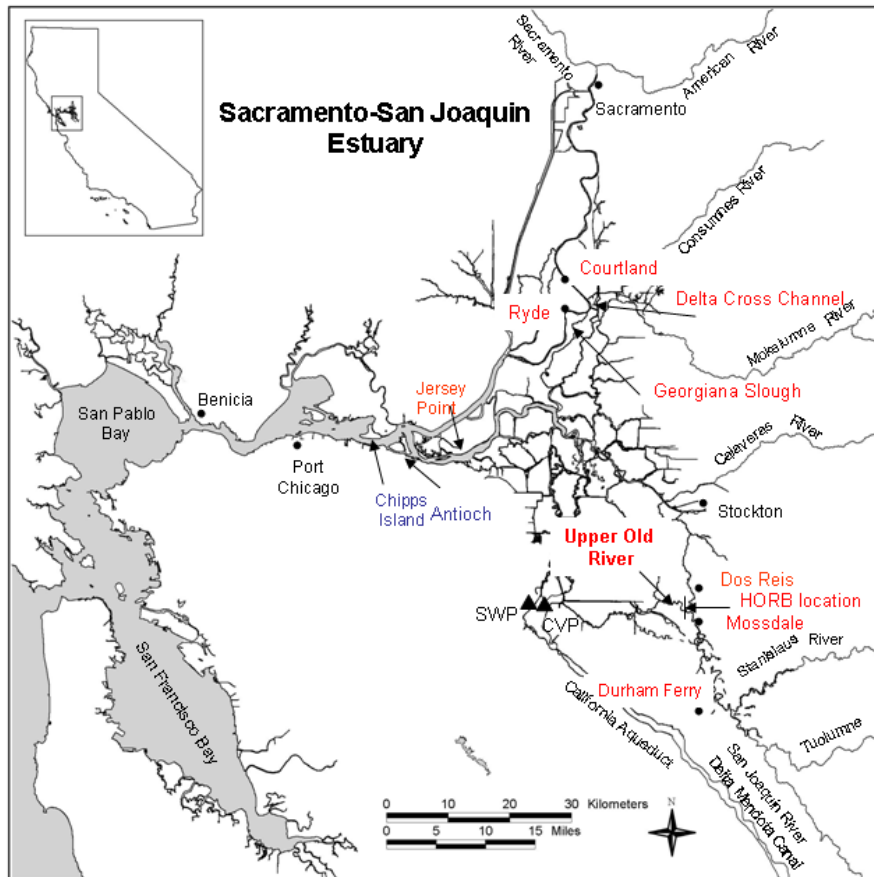 Sacramento River
American River
Sacramento
Sacramento-San Joaquin
Estuary
Consumnes River
Courtland
Delta Cross Channel
Ryde
Mokelumne River
Georgiana Slough
Jersey
Point
Benicia
San Pablo
Bay
Calaveras
River
Port
Chicago
Chipps
Island
Antioch
Stockton
Upper Old
River
Dos Reis
HORB location
SWP
CVP
Mossdale
Stanislaus River
San Francisco Bay
Durham Ferry
California Aqueduct
Tuolumne
San Joaquin River
Delta Mendota Canal
0 10 20 30 Kilometers
0 5 10 15 Miles
N